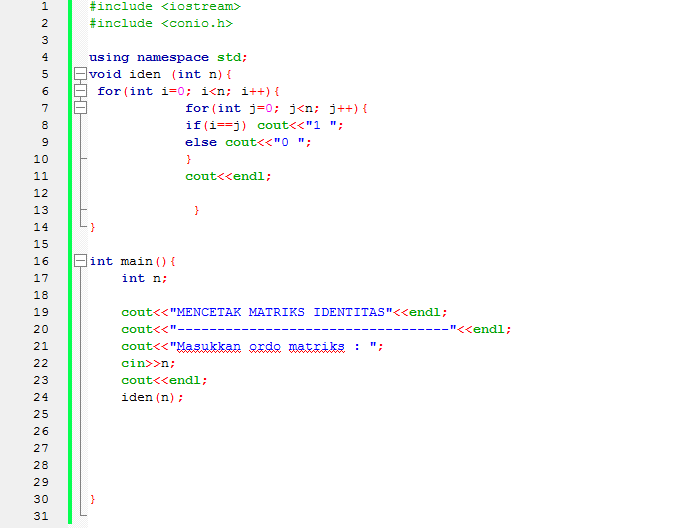 1 #include <iostream>
2 #include <conio.h>
3
4 using namespace std;
5 void iden (int n){
6 for(int i=0; i<n; i++){
7 for(int j=0; j<n; j++){
8 if(i==j) cout<<"1 ";
9 else cout<<"0 ";
10 }
11 cout<<endl;
12
13 }
14 }
15
16 int main(){
17 int n;
18
19 cout<<"MENCETAK MATRIKS IDENTITAS"<<endl;
20 cout<<"----------------------------------"<<endl;
21 cout<<"Masukkan ordo matriks : ";
22 cin>>n;
23 cout<<endl;
24 iden(n);
25
26
27
28
29
30 }
31